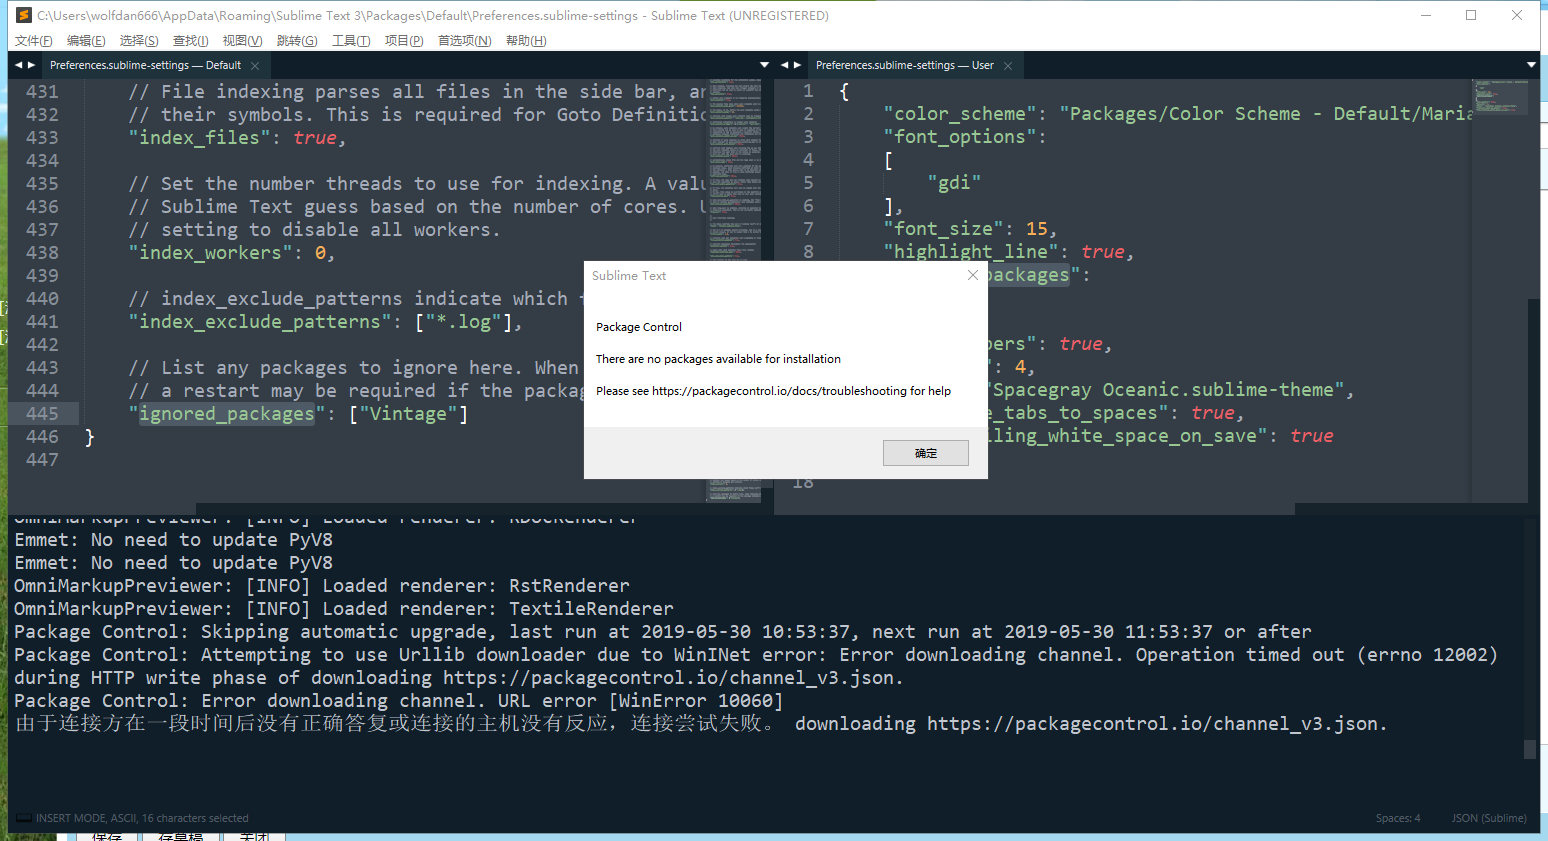 C:\Users\wolfdan666\AppData\Roaming\Sublime Text 3\Packages\Default\Preferences.sublime-settings - Sublime Text (UNREGISTERED)
文件(F) 编辑(E) 选择(S) 查找(I) 视图(V) 跳转(G) 工具(T) 项目(P) 首选项(N) 帮助(H)
Preferences.sublime-settings — Default
431 // File indexing parses all files in the side bar,
432 // their symbols. This is required for Goto
433 "index_files": true,
434
435 // Set the number threads to use for indexing. A
436 // Sublime Text guess based on the number of cores.
437 // setting to disable all workers.
438 "index_workers": 0,
439
440 // index_exclude_patterns indicate which
441 "index_exclude_patterns": ["*.log"],
442
443 // List any packages to ignore here. When
444 // a restart may be required if the
445 "ignored_packages": ["Vintage"]
446 }
447
Preferences.sublime-settings — User
1 {
2 "color_scheme": "Packages/Color Scheme - Default/Maria
3 "font_options":
4 [
5 "gdi"
6 ],
7 "font_size": 15,
8 "highlight_line": true,
packages":
bers": true,
": 4,
"Spacegray Oceanic.sublime-theme",
e_tabs_to_spaces": true,
iling_white_space_on_save": true
18
Sublime Text
Package Control
There are no packages available for installation
Please see https://packagecontrol.io/docs/troubleshooting for help
确定
OmniMarkupPreviewer: [INFO] Loaded renderer: RDocRenderer
Emmet: No need to update PyV8
Emmet: No need to update PyV8
OmniMarkupPreviewer: [INFO] Loaded renderer: RstRenderer
OmniMarkupPreviewer: [INFO] Loaded renderer: TextileRenderer
Package Control: Skipping automatic upgrade, last run at 2019-05-30 10:53:37, next run at 2019-05-30 11:53:37 or after
Package Control: Attempting to use Urllib downloader due to WinINet error: Error downloading channel. Operation timed out (errno 12002)
during HTTP write phase of downloading https://packagecontrol.io/channel_v3.json.
Package Control: Error downloading channel. URL error [WinError 10060]
由于连接方在一段时间后没有正确答复或连接的主机没有反应，连接尝试失败。 downloading https://packagecontrol.io/channel_v3.json.
INSERT MODE, ASCII, 16 characters selected
Spaces: 4 JSON (Sublime)
保存 存草稿 关闭